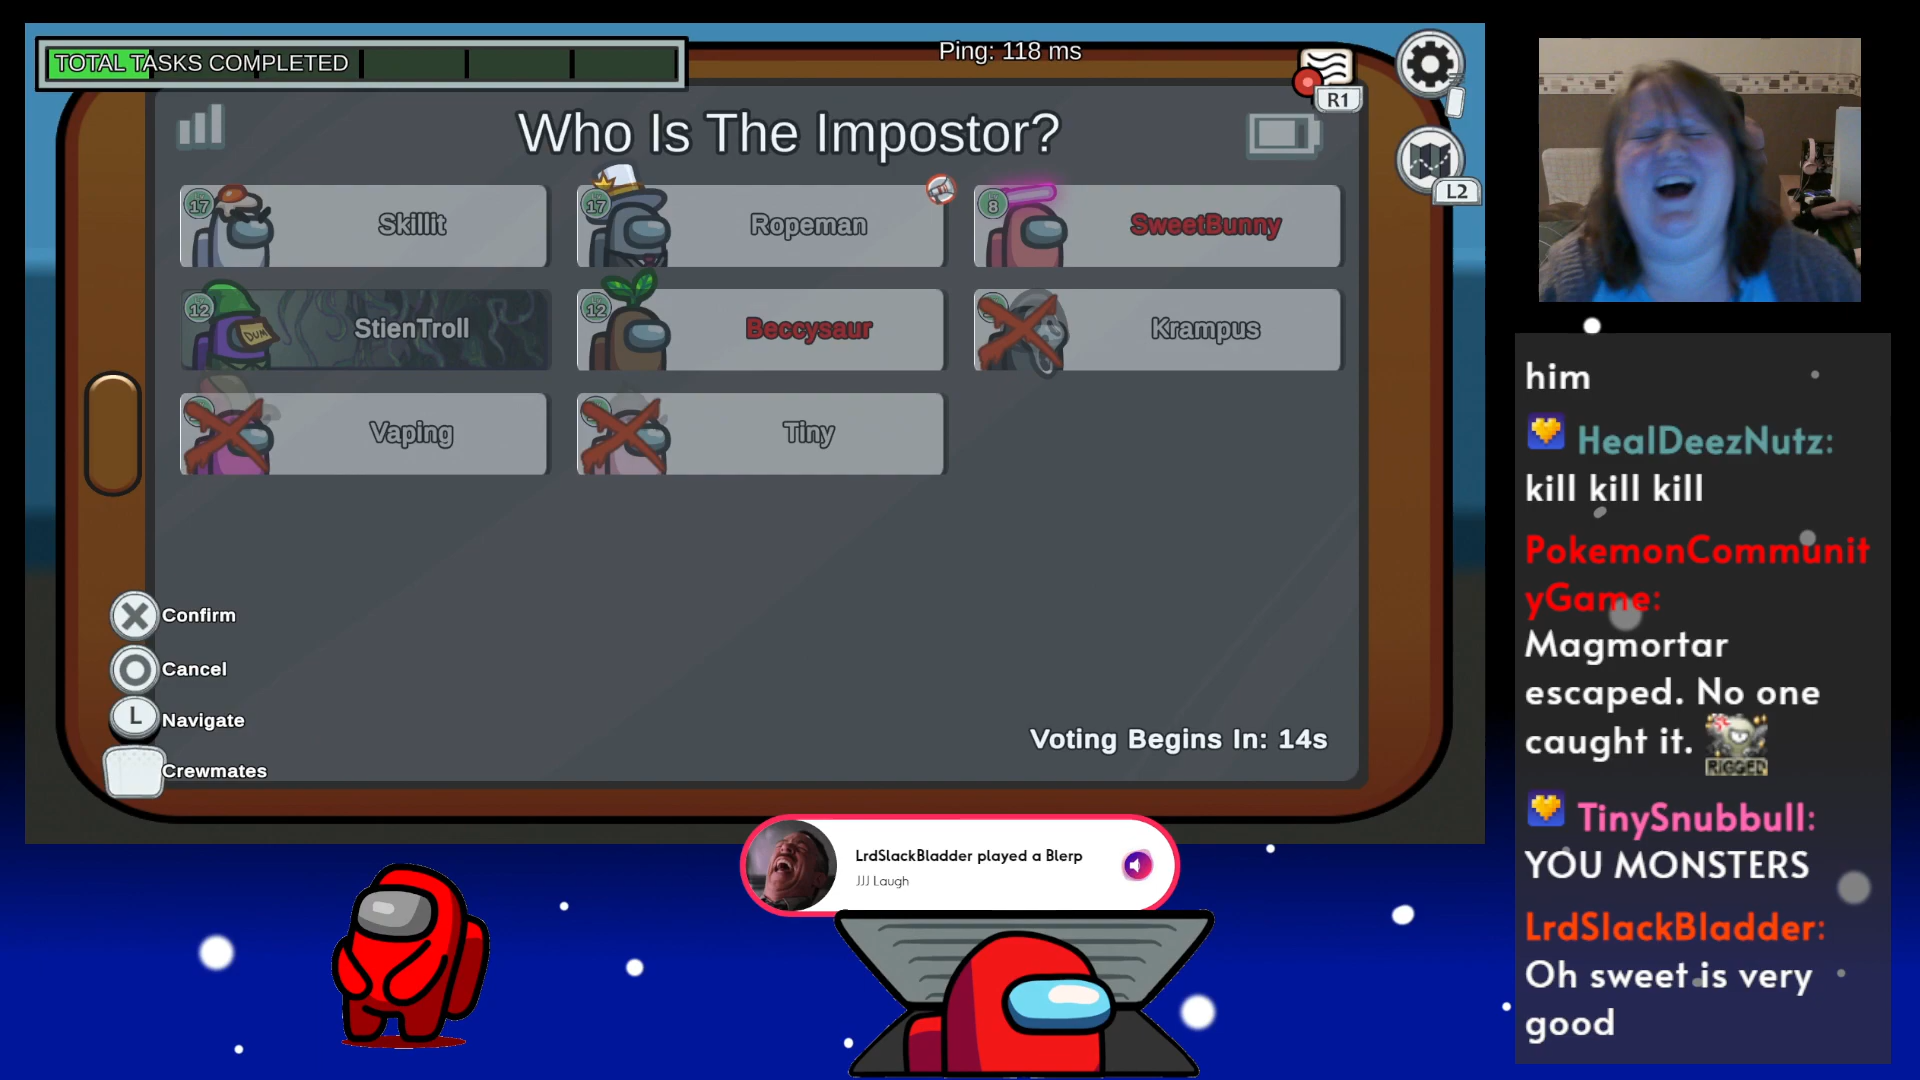 TOTAL TASKS COMPLETED
Ping: 118 ms
R1
L2
Who Is The Impostor?
17
Skillit
17
Ropeman
8
SweetBunny
12
StienTroll
DUM
12
Beccysaur
Krampus
Vaping
Tiny
Confirm
Cancel
L
Navigate
Crewmates
Voting Begins In: 14s
LrdSlackBladder played a Blerp
JJJ Laugh
him
HealDeezNutz:
kill kill kill
PokemonCommunit
yGame:
Magmortar
escaped. No one
caught it.
RIGGED
TinySnubbull:
YOU MONSTERS
LrdSlackBladder:
Oh sweet is very
good